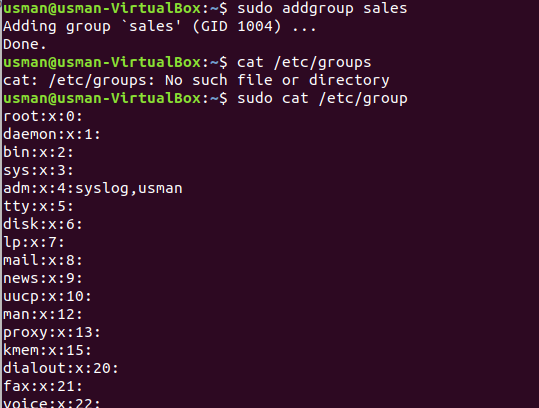 usman@usman-VirtualBox:~$ sudo addgroup sales
Adding group `sales' (GID 1004) ...
Done.
usman@usman-VirtualBox:~$ cat /etc/groups
cat: /etc/groups: No such file or directory
usman@usman-VirtualBox:~$ sudo cat /etc/group
root:x:0:
daemon:x:1:
bin:x:2:
sys:x:3:
adm:x:4:syslog,usman
tty:x:5:
disk:x:6:
lp:x:7:
mail:x:8:
news:x:9:
uucp:x:10:
man:x:12:
proxy:x:13:
kmem:x:15:
dialout:x:20:
fax:x:21:
voice:x:22: